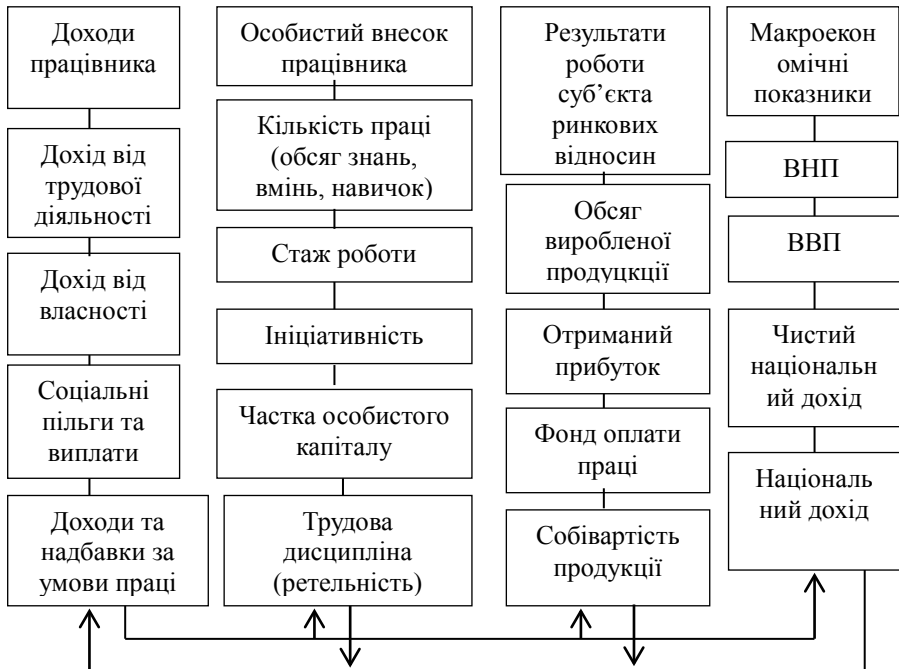 Доходи
працівника
Дохід від
трудової
діяльності
Дохід від
власності
Соціальні
пільги та
виплати
Доходи та
надбавки за
умови праці
Особистий внесок
працівника
Кількість праці
(обсяг знань,
вмінь, навичок)
Стаж роботи
Ініціативність
Частка особистого
капіталу
Трудова
дисципліна
(ретельність)
Результати
роботи
суб’єкта
ринкових
відносин
Обсяг
виробленої
продуцкції
Отриманий
прибуток
Фонд оплати
праці
Собівартість
продукції
Макроекон
омічні
показники
ВНП
ВВП
Чистий
національн
ий дохід
Національ
ний дохід